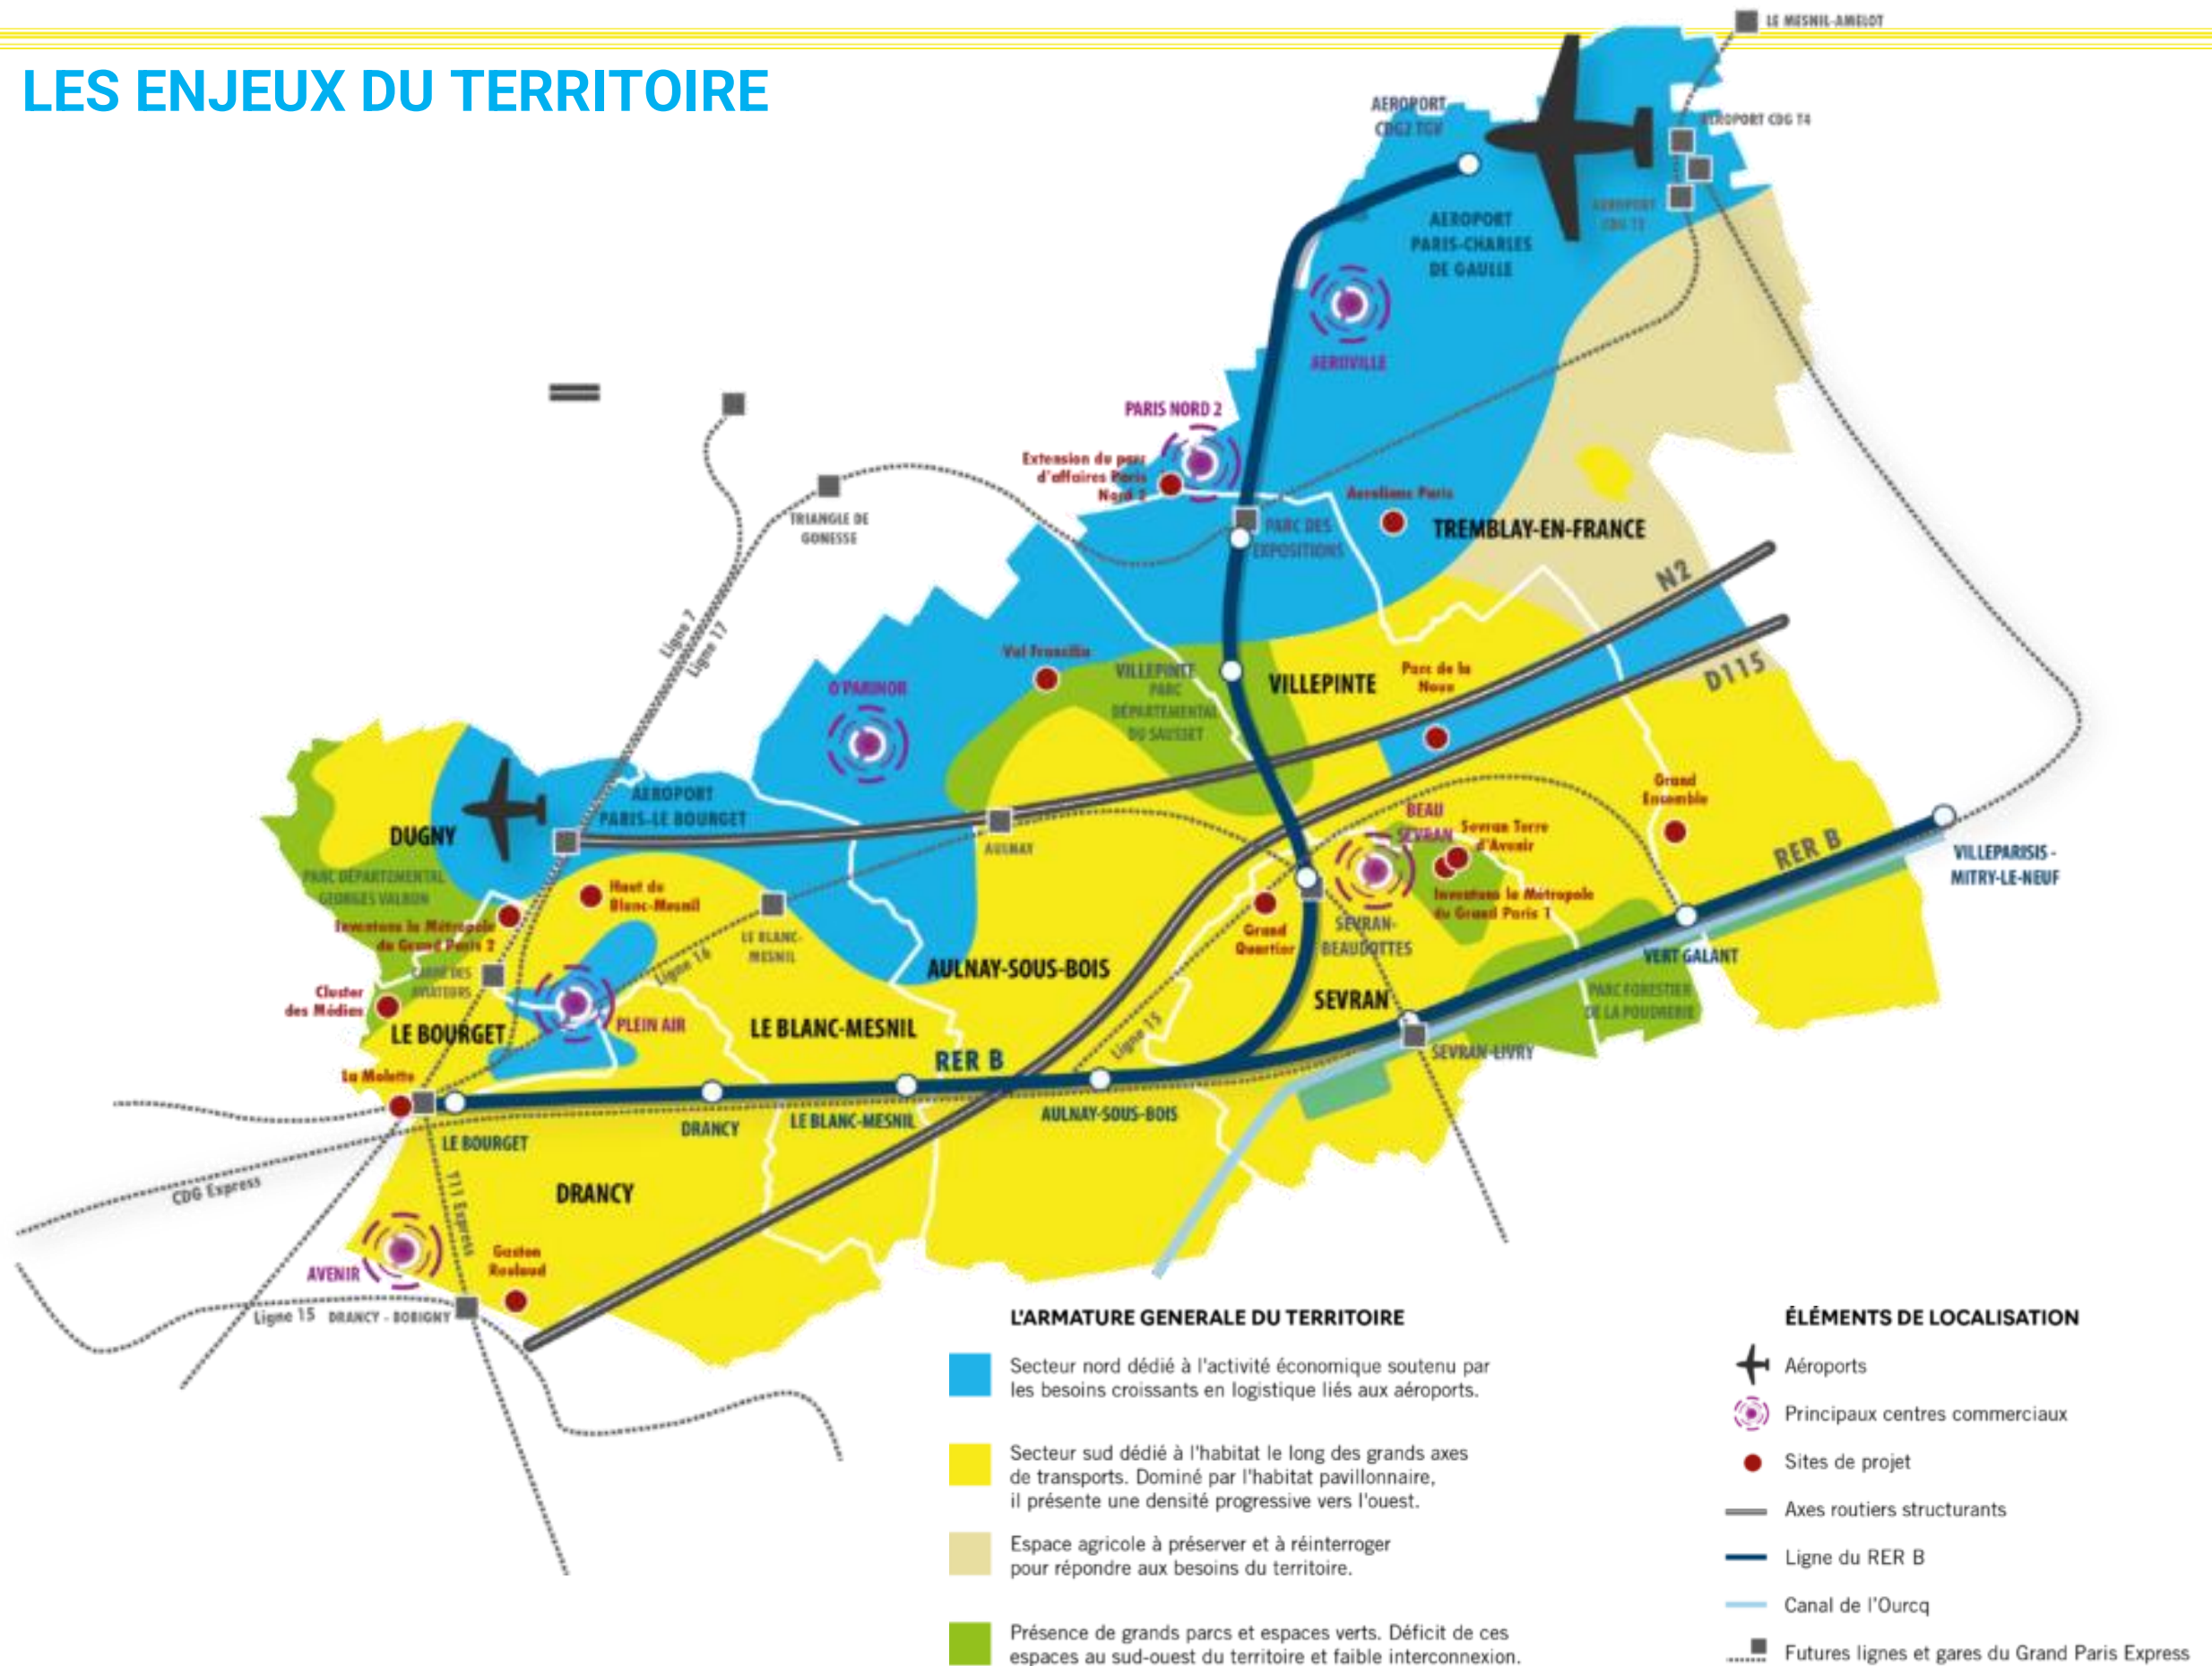 LES ENJEUX DU TERRITOIRE
LE MESNIL-AMELOT
AEROPORT
CDG2 TGV
AEROPORT CDG T4
AEROPORT
AEROPORT
PARIS-CHARLES
DE GAULLE
AEROVILLE
PARIS NORD 2
Extension du parc
d'affaires Paris
Nord 2
Aerolians Paris
TREMBLAY-EN-FRANCE
PARC DES
EXPOSITIONS
TRIANGLE DE
GONESSE
N2
D115
Ligne 7
Ligne 17
Val Francilia
VILLEPINTE
PARC
DÉPARTEMENTAL
DU SAUSSET
VILLEPINTE
Parc de la
Noue
O'PARINOR
AEROPORT
PARIS-LE BOURGET
DUGNY
AULNAY
BEAU
SEVRAN
Sevran Terre
d'Avenir
Grand
Ensemble
RER B
VILLEPARISIS -
MITRY-LE-NEUF
PARC DÉPARTEMENTAL
GEORGES VALBON
Haut du
Blanc-Mesnil
Inventons la Métropole
du Grand Paris 2
Inventons la Métropole
du Grand Paris 1
LE BLANC-
MESNIL
Grand
Quartier
SEVRAN-
BEAUDOTTES
VERT GALANT
CARRÉ DES
AVIATEURS
Ligne 16
AULNAY-SOUS-BOIS
Cluster
des Médias
SEVRAN
PARC FORESTIER
DE LA POUDRERIE
LE BOURGET
PLEIN AIR
LE BLANC-MESNIL
Ligne 15
SEVRAN-LIVRY
RER B
La Molette
LE BOURGET
DRANCY
LE BLANC-MESNIL
AULNAY-SOUS-BOIS
CDG Express
T11 Express
DRANCY
AVENIR
Gaston
Roulaud
Ligne 15
DRANCY - BOBIGNY
L'ARMATURE GENERALE DU TERRITOIRE
Secteur nord dédié à l'activité économique soutenu par
les besoins croissants en logistique liés aux aéroports.
Secteur sud dédié à l'habitat le long des grands axes
de transports. Dominé par l'habitat pavillonnaire,
il présente une densité progressive vers l'ouest.
Espace agricole à préserver et à réinterroger
pour répondre aux besoins du territoire.
Présence de grands parcs et espaces verts. Déficit de ces
espaces au sud-ouest du territoire et faible interconnexion.
ÉLÉMENTS DE LOCALISATION
Aéroports
Principaux centres commerciaux
Sites de projet
Axes routiers structurants
Ligne du RER B
Canal de l'Ourcq
Futures lignes et gares du Grand Paris Express